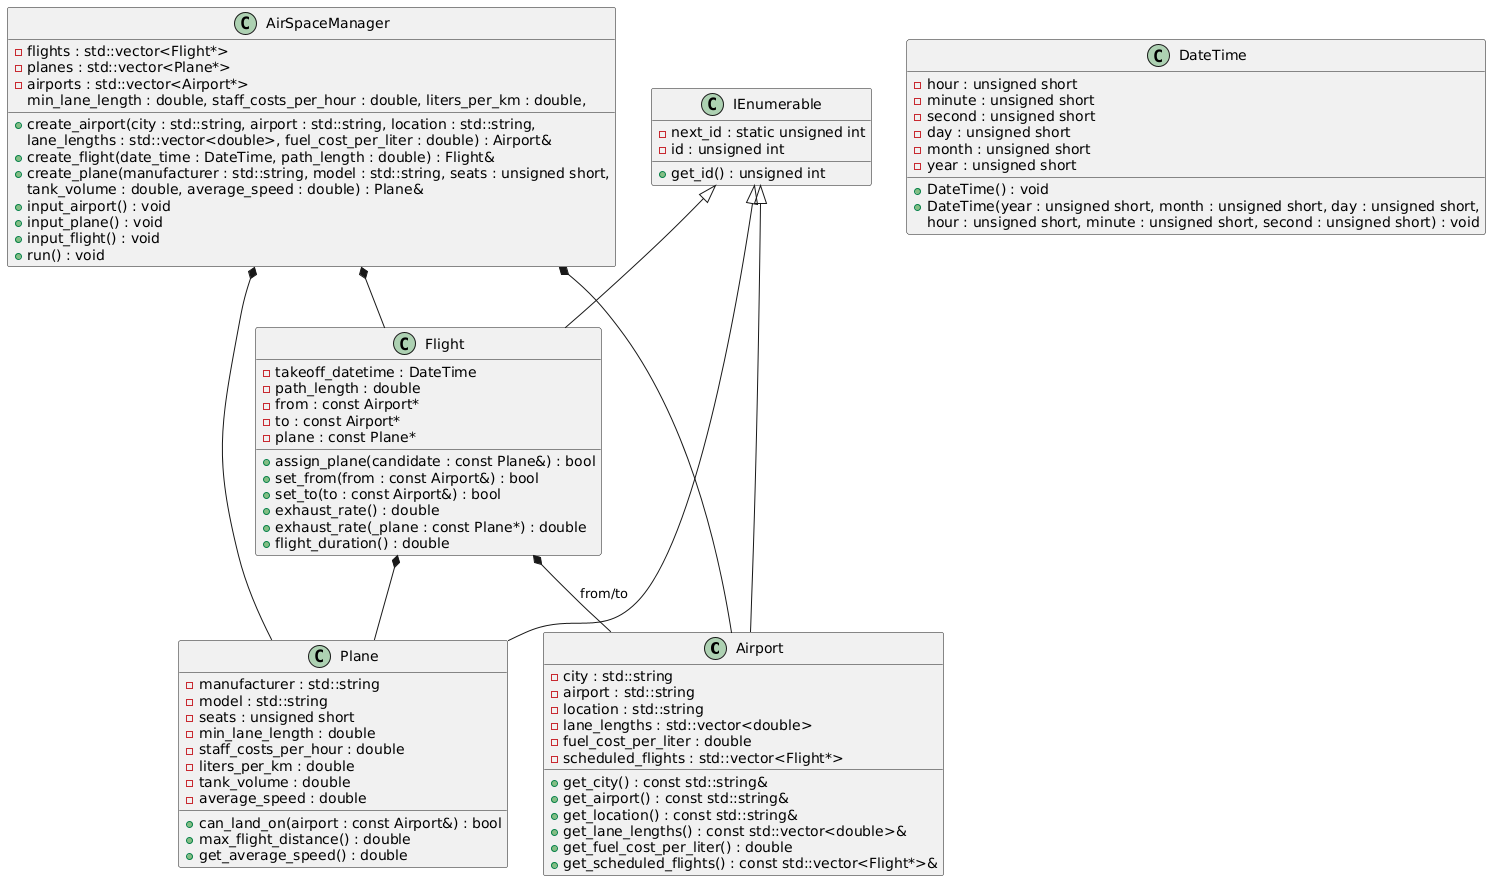 AirSpaceManager
flights : std::vector<Flight*>
planes : std::vector<Plane*>
airports : std::vector<Airport*>
min_lane_length : double, staff_costs_per_hour : double, liters_per_km : double,
create_airport(city : std::string, airport : std::string, location : std::string,
lane_lengths : std::vector<double>, fuel_cost_per_liter : double) : Airport&
create_flight(date_time : DateTime, path_length : double) : Flight&
create_plane(manufacturer : std::string, model : std::string, seats : unsigned short,
tank_volume : double, average_speed : double) : Plane&
input_airport() : void
input_plane() : void
input_flight() : void
run() : void
IEnumerable
next_id : static unsigned int
id : unsigned int
get_id() : unsigned int
DateTime
hour : unsigned short
minute : unsigned short
second : unsigned short
day : unsigned short
month : unsigned short
year : unsigned short
DateTime() : void
DateTime(year : unsigned short, month : unsigned short, day : unsigned short,
hour : unsigned short, minute : unsigned short, second : unsigned short) : void
Flight
takeoff_datetime : DateTime
path_length : double
from : const Airport*
to : const Airport*
plane : const Plane*
assign_plane(candidate : const Plane&) : bool
set_from(from : const Airport&) : bool
set_to(to : const Airport&) : bool
exhaust_rate() : double
exhaust_rate(_plane : const Plane*) : double
flight_duration() : double
from/to
Plane
manufacturer : std::string
model : std::string
seats : unsigned short
min_lane_length : double
staff_costs_per_hour : double
liters_per_km : double
tank_volume : double
average_speed : double
can_land_on(airport : const Airport&) : bool
max_flight_distance() : double
get_average_speed() : double
Airport
city : std::string
airport : std::string
location : std::string
lane_lengths : std::vector<double>
fuel_cost_per_liter : double
scheduled_flights : std::vector<Flight*>
get_city() : const std::string&
get_airport() : const std::string&
get_location() : const std::string&
get_lane_lengths() : const std::vector<double>&
get_fuel_cost_per_liter() : double
get_scheduled_flights() : const std::vector<Flight*>&